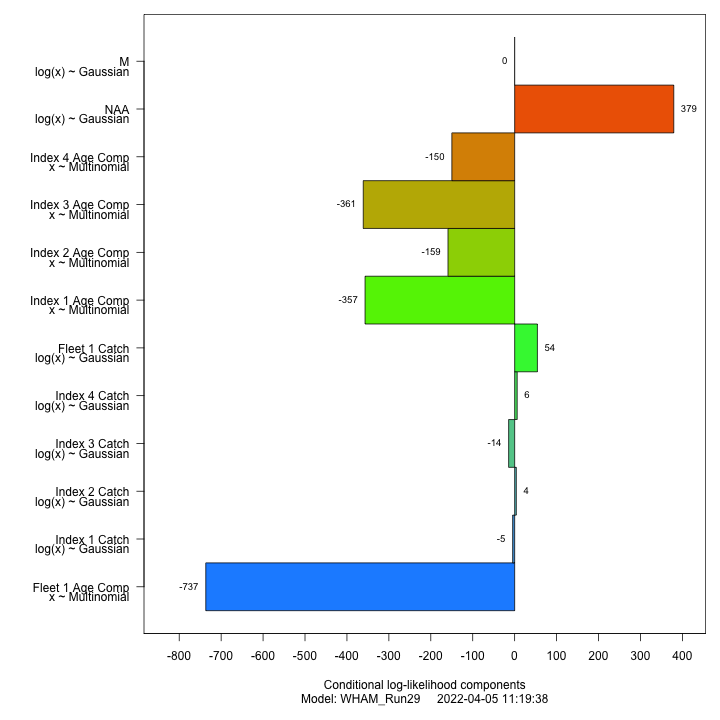 M
log(x) ~ Gaussian
0
NAA
log(x) ~ Gaussian
379
Index 4 Age Comp
x ~ Multinomial
-150
Index 3 Age Comp
x ~ Multinomial
-361
Index 2 Age Comp
x ~ Multinomial
-159
Index 1 Age Comp
x ~ Multinomial
-357
Fleet 1 Catch
log(x) ~ Gaussian
54
Index 4 Catch
log(x) ~ Gaussian
6
Index 3 Catch
log(x) ~ Gaussian
-14
Index 2 Catch
log(x) ~ Gaussian
4
Index 1 Catch
log(x) ~ Gaussian
-5
Fleet 1 Age Comp
x ~ Multinomial
-737
-800 -700 -600 -500 -400 -300 -200 -100 0 100 200 300 400
Conditional log-likelihood components
Model: WHAM_Run29 2022-04-05 11:19:38